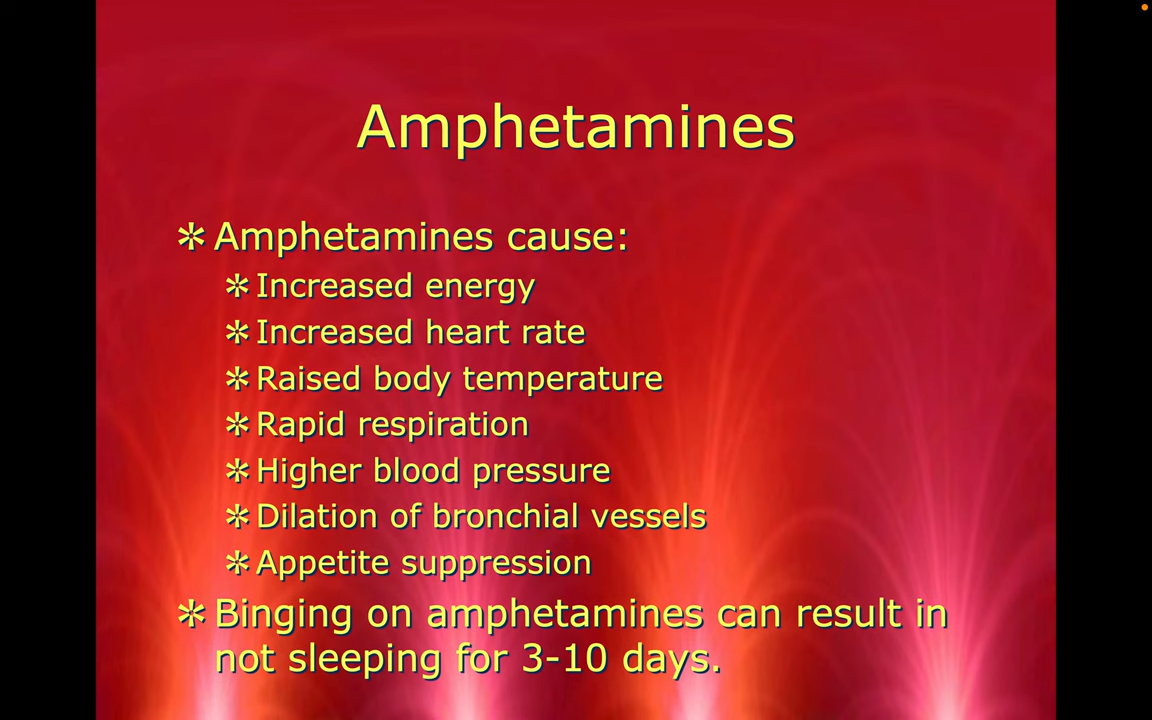 Amphetamines
✲ Amphetamines cause:
✲ Increased energy
✲ Increased heart rate
✲ Raised body temperature
✲ Rapid respiration
✲ Higher blood pressure
✲ Dilation of bronchial vessels
✲ Appetite suppression
✲ Binging on amphetamines can result in
not sleeping for 3-10 days.